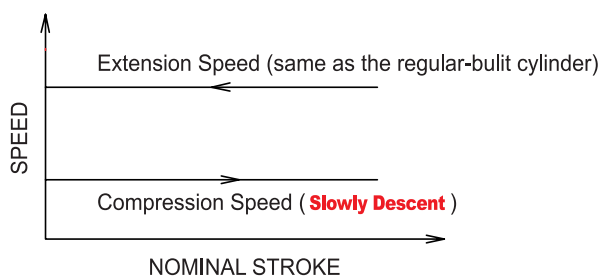 Extension Speed (same as the regular-bulit cylinder)
SPEED
Compression Speed ( Slowly Descent )
NOMINAL STROKE